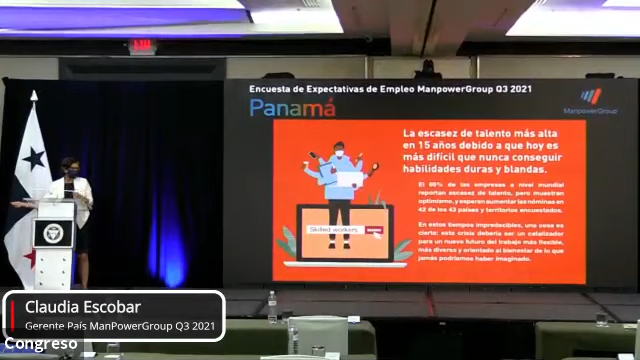 Encuesta de Expectativas de Empleo ManpowerGroup Q3 2021
Panamá
ManpowerGroup
La escasez de talento más alta
en 15 años debido a que hoy es
más difícil que nunca conseguir
habilidades duras y blandas.
El 69% de las empresas a nivel mundial
reportan escasez de talento, pero muestran
optimismo, y esperan aumentar las nóminas en
42 de los 43 países y territorios encuestados.
En estos tiempos impredecibles, una cosa es
cierta: esta crisis debería ser un catalizador
para un nuevo futuro del trabajo más flexible,
más diverso y orientado al bienestar de lo que
jamás podríamos haber imaginado.
Skilled workers
Claudia Escobar
Gerente País ManPowerGroup Q3 2021
Congreso